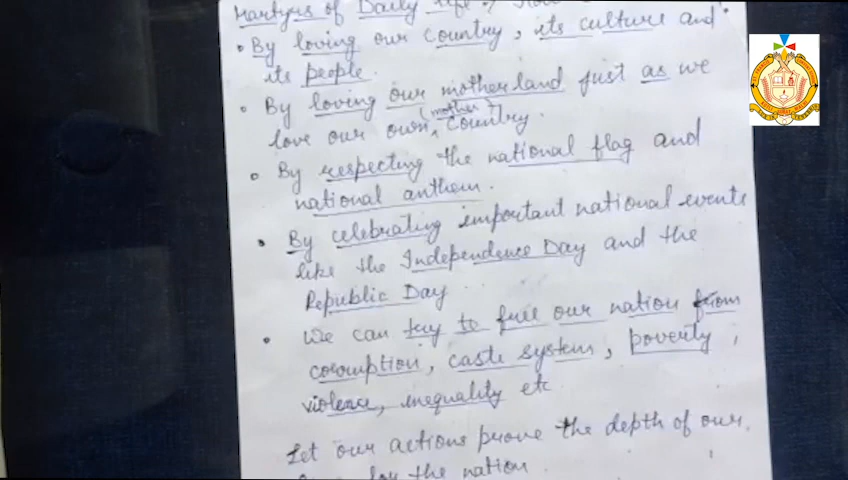 Martyrs of Daily life
• By loving our country, its culture and
its people.
• By loving our motherland just as we
(mother)
love our own, country.
• By respecting the national flag and
national anthem.
• By celebrating important national events
like the Independence Day and the
Republic Day
• We can try to free our nation from
corruption, caste system, poverty,
violence, inequality etc
Let our actions prove the depth of our
the nation